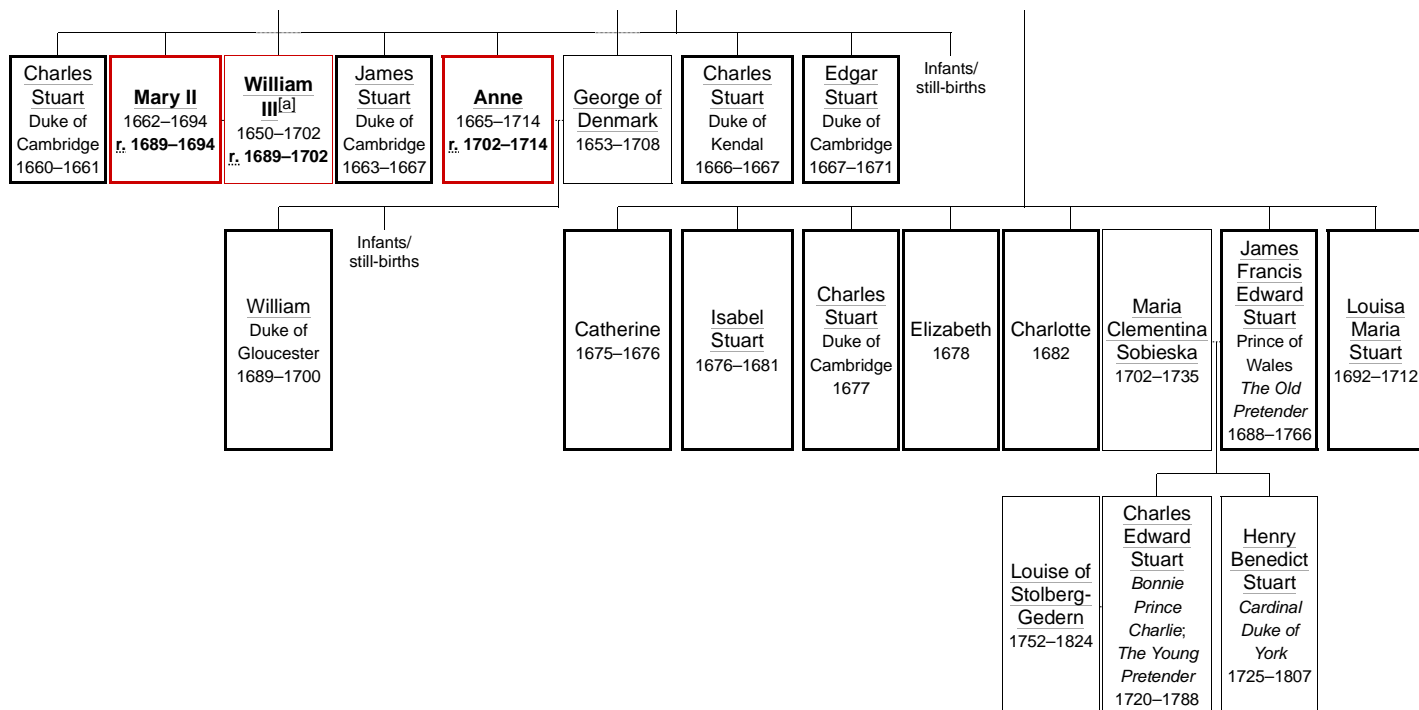 Charles
Stuart
Duke of
Cambridge
1660–1661
Mary II
1662–1694
r. 1689–1694
William
III[a]
1650–1702
r. 1689–1702
James
Stuart
Duke of
Cambridge
1663–1667
Anne
1665–1714
r. 1702–1714
George of
Denmark
1653–1708
Charles
Stuart
Duke of
Kendal
1666–1667
Edgar
Stuart
Duke of
Cambridge
1667–1671
Infants/
still-births
William
Duke of
Gloucester
1689–1700
Infants/
still-births
Catherine
1675–1676
Isabel
Stuart
1676–1681
Charles
Stuart
Duke of
Cambridge
1677
Elizabeth
1678
Charlotte
1682
Maria
Clementina
Sobieska
1702–1735
James
Francis
Edward
Stuart
Prince of
Wales
The Old
Pretender
1688–1766
Louisa
Maria
Stuart
1692–1712
Louise of
Stolberg-
Gedern
1752–1824
Charles
Edward
Stuart
Bonnie
Prince
Charlie;
The Young
Pretender
1720–1788
Henry
Benedict
Stuart
Cardinal
Duke of
York
1725–1807